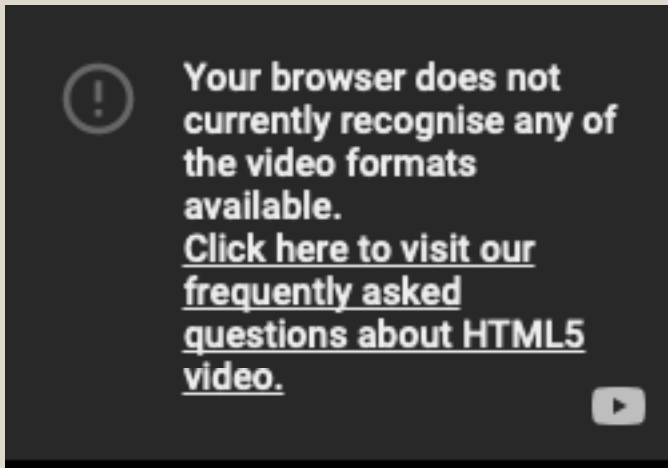 Your browser does not
currently recognise any of
the video formats
available.
Click here to visit our
frequently asked
questions about HTML5
video.